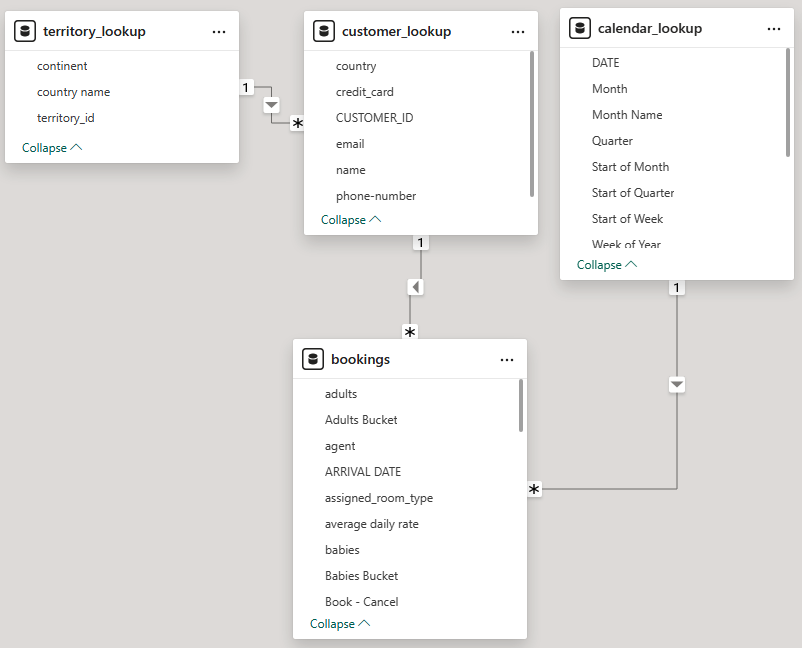 territory_lookup
continent
country name
territory_id
Collapse
1
*
customer_lookup
country
credit_card
CUSTOMER_ID
email
name
phone-number
Collapse
1
*
calendar_lookup
DATE
Month
Month Name
Quarter
Start of Month
Start of Quarter
Start of Week
Week of Year
Collapse
1
*
bookings
adults
Adults Bucket
agent
ARRIVAL DATE
assigned_room_type
average daily rate
babies
Babies Bucket
Book - Cancel
Collapse